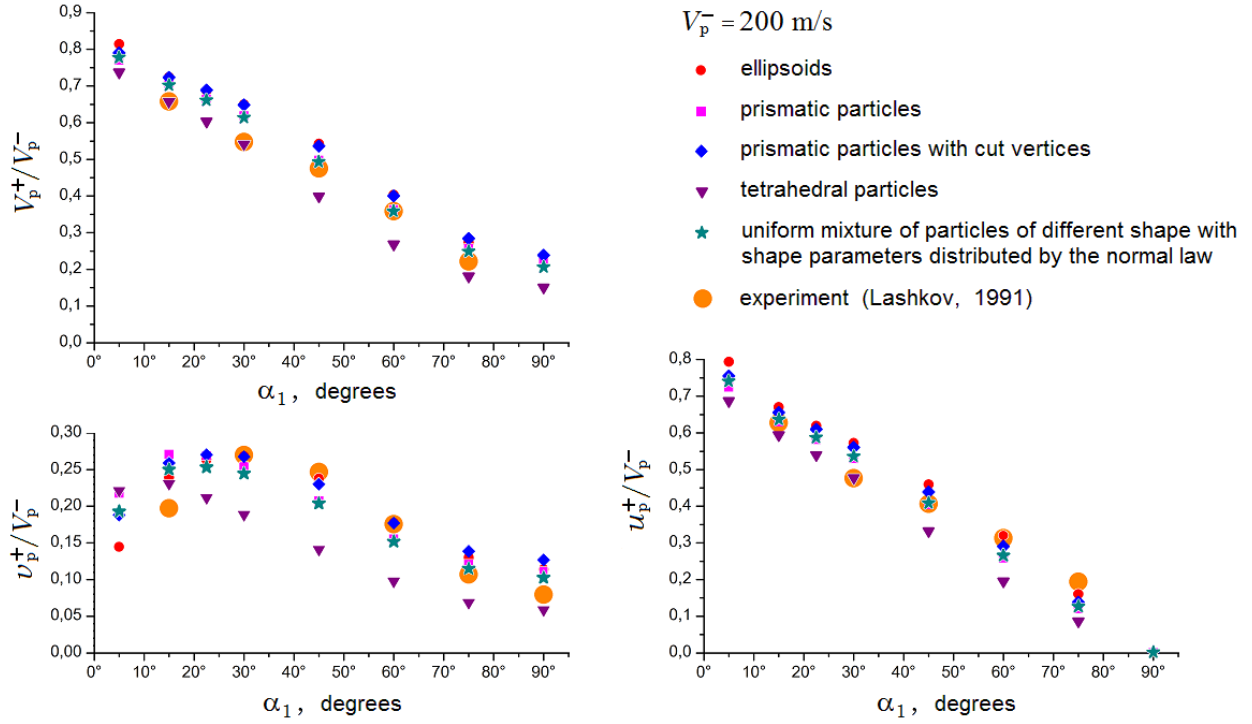 0,9
0,8
0,7
0,6
0,5
0,4
0,3
0,2
0,1
0,0
V_p^+/V_p^-
0° 10° 20° 30° 40° 50° 60° 70° 80° 90°
α_1 , degrees
V_p^- = 200 m/s
ellipsoids
prismatic particles
prismatic particles with cut vertices
tetrahedral particles
uniform mixture of particles of different shape with
shape parameters distributed by the normal law
experiment (Lashkov, 1991)
0,30
0,25
0,20
0,15
0,10
0,05
0,00
v_p^+/V_p^-
0° 10° 20° 30° 40° 50° 60° 70° 80° 90°
α_1 , degrees
0,8
0,7
0,6
0,5
0,4
0,3
0,2
0,1
0,0
u_p^+/V_p^-
0° 10° 20° 30° 40° 50° 60° 70° 80° 90°
α_1 , degrees